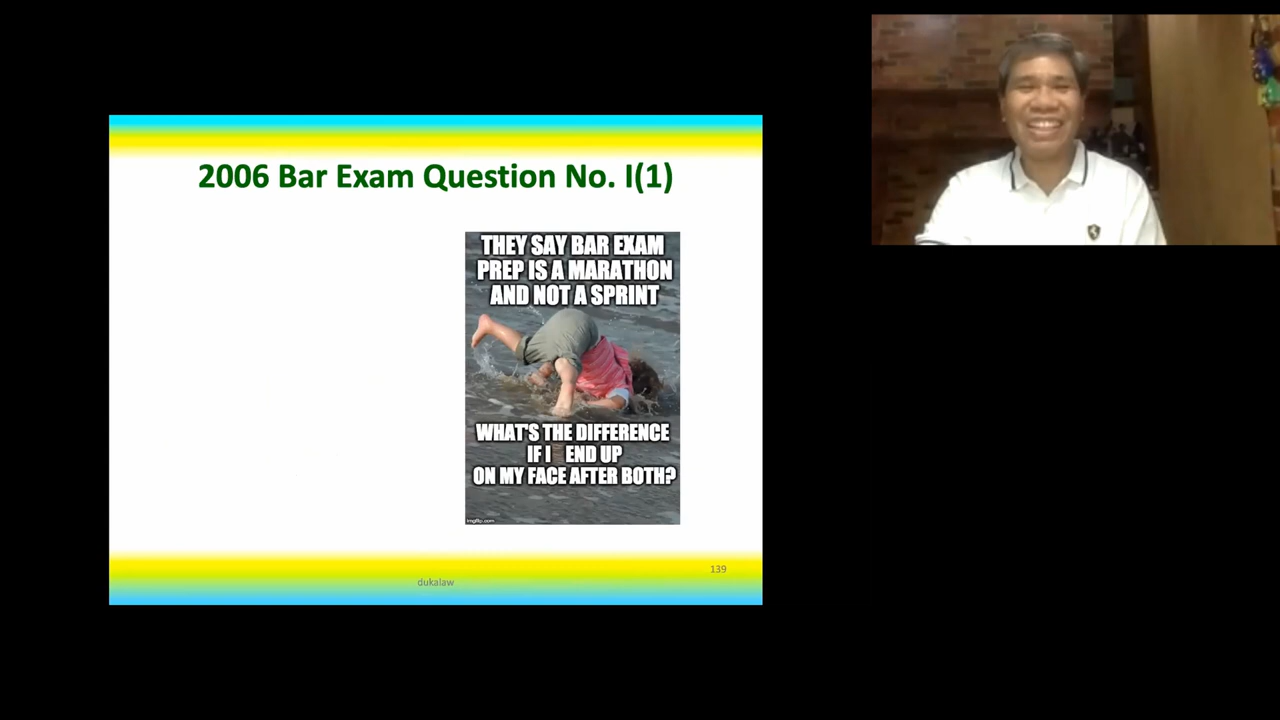 2006 Bar Exam Question No. I(1)
THEY SAY BAR EXAM
PREP IS A MARATHON
AND NOT A SPRINT
WHAT'S THE DIFFERENCE
IF I END UP
ON MY FACE AFTER BOTH?
imgflip.com
139
dukalaw